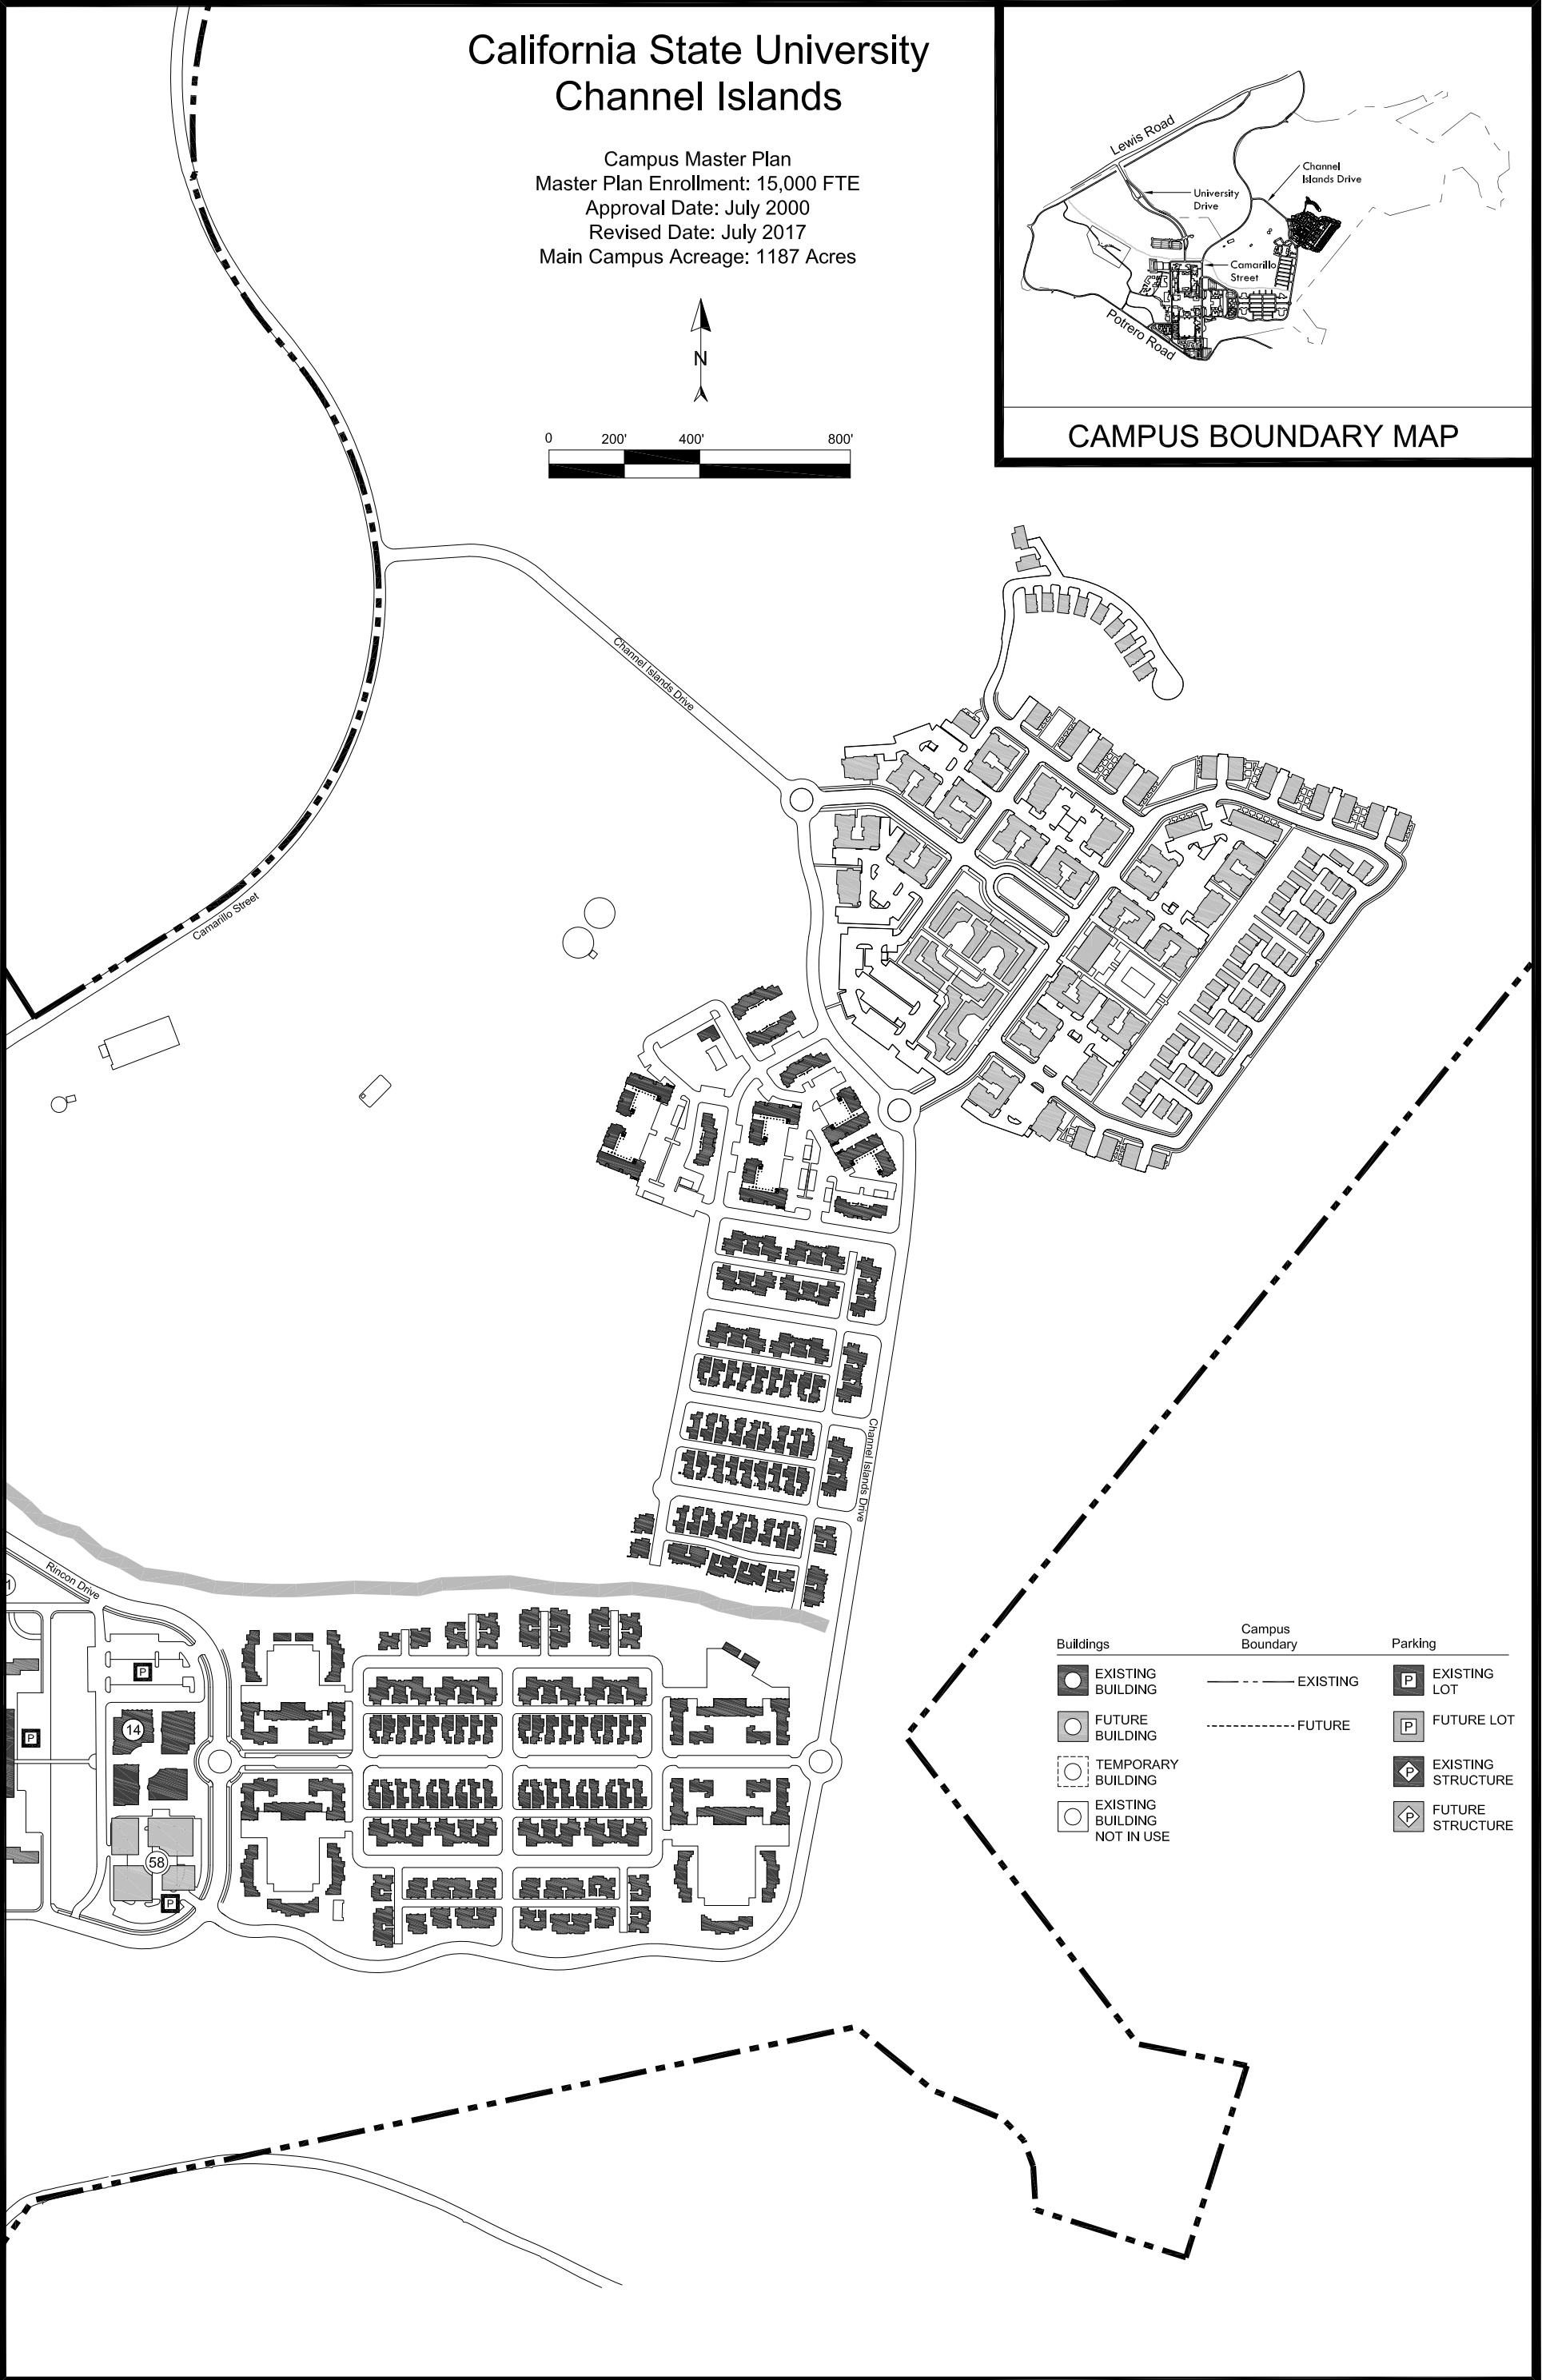 California State University
Channel Islands
Campus Master Plan
Master Plan Enrollment: 15,000 FTE
Approval Date: July 2000
Revised Date: July 2017
Main Campus Acreage: 1187 Acres
N
0 200' 400' 800'
Lewis Road
Channel
Islands Drive
University
Drive
Camarillo
Street
Potrero Road
CAMPUS BOUNDARY MAP
Channel Islands Drive
Camarillo Street
Channel Islands Drive
Rincon Drive
1
P
14
P
58
P
Buildings
Campus
Boundary
Parking
EXISTING
BUILDING
EXISTING
P
EXISTING
LOT
FUTURE
BUILDING
FUTURE
P
FUTURE LOT
TEMPORARY
BUILDING
P
EXISTING
STRUCTURE
EXISTING
BUILDING
NOT IN USE
P
FUTURE
STRUCTURE